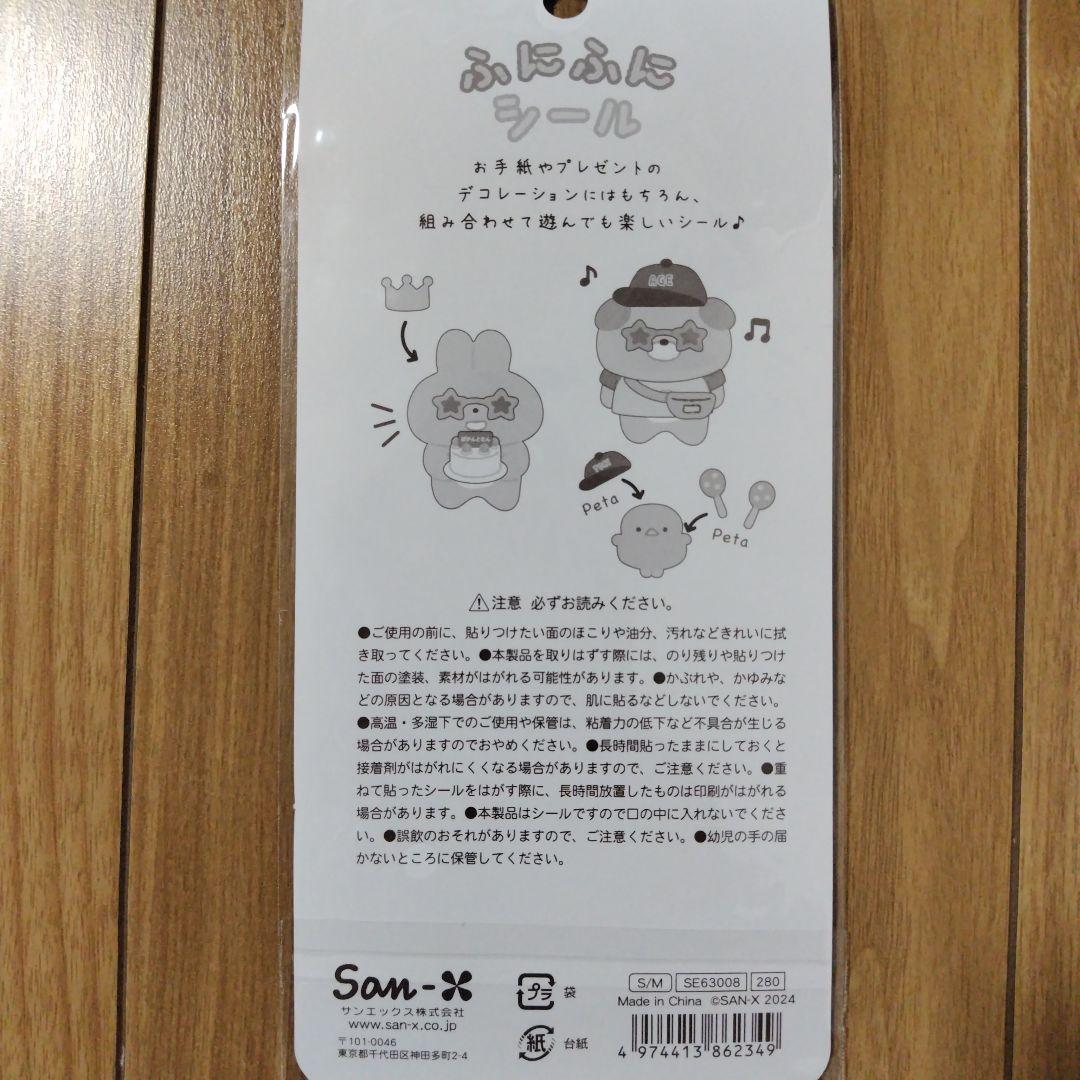 ふにふに
シール
お手紙やプレゼントの
デコレーションにはもちろん、
組み合わせて遊んでも楽しいシール♪
AGE
Peta
Peta
⚠注意 必ずお読みください。
●ご使用の前に、貼りつけたい面のほこりや油分、汚れなどきれいに拭
き取ってください。●本製品を取りはずす際には、のり残りや貼りつけ
た面の塗装、素材がはがれる可能性があります。●かぶれや、かゆみな
どの原因となる場合がありますので、肌に貼るなどしないでください。
●高温・多湿下でのご使用や保管は、粘着力の低下など不具合が生じる
場合がありますのでおやめください。●長時間貼ったままにしておくと
接着剤がはがれにくくなる場合がありますので、ご注意ください。●重
ねて貼ったシールをはがす際に、長時間放置したものは印刷がはがれる
場合があります。●本製品はシールですので口の中に入れないでくださ
い。●誤飲のおそれがありますので、ご注意ください。●幼児の手の届
かないところに保管してください。
San-X
サンエックス株式会社
www.san-x.co.jp
〒101-0046
東京都千代田区神田多町2-4
プラ 袋
紙 台紙
S/M SE63008 280
Made in China ©SAN-X 2024
4 974413 862349